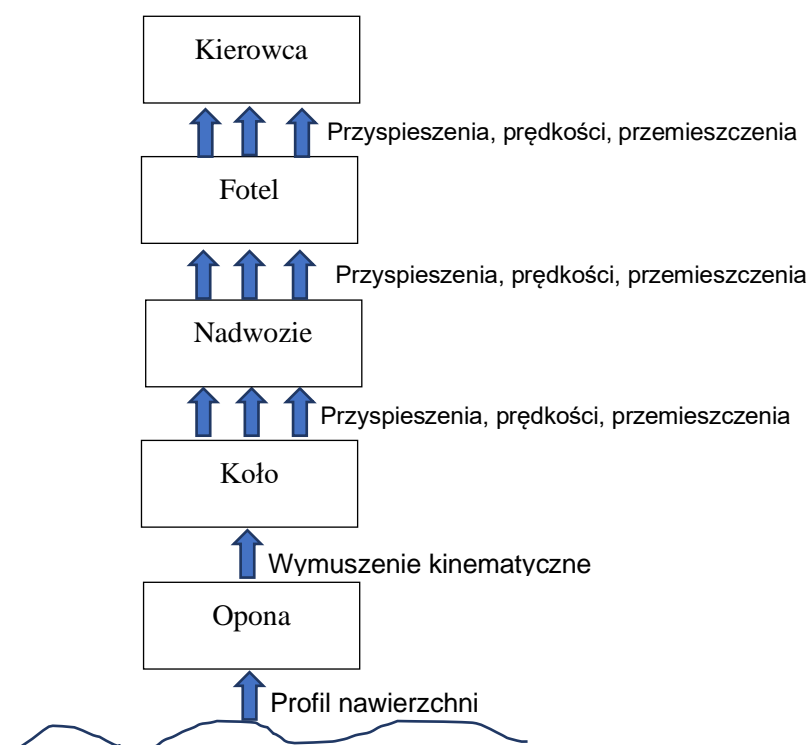 Kierowca
Przyspieszenia, prędkości, przemieszczenia
Fotel
Przyspieszenia, prędkości, przemieszczenia
Nadwozie
Przyspieszenia, prędkości, przemieszczenia
Koło
Wymuszenie kinematyczne
Opona
Profil nawierzchni